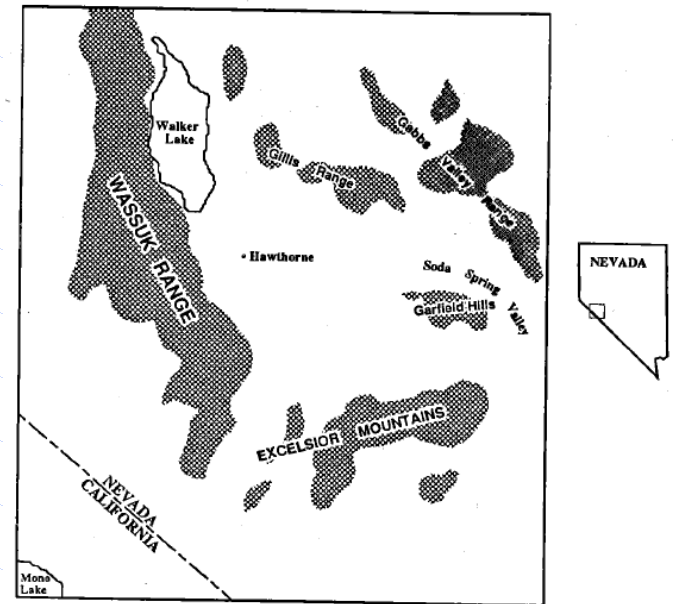 Walker
Lake
Gabbs
Valley
Range
Gillis Range
WASSUK RANGE
Hawthorne
Soda Spring
Valley
Garfield Hills
NEVADA
EXCELSIOR MOUNTAINS
NEVADA
CALIFORNIA
Mono
Lake